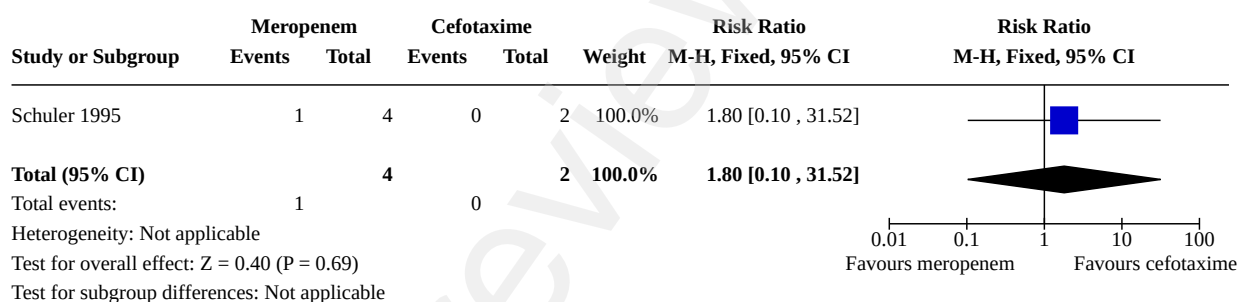 Meropenem Cefotaxime Risk Ratio Risk Ratio
Study or Subgroup Events Total Events Total Weight M-H, Fixed, 95% CI M-H, Fixed, 95% CI
Schuler 1995 1 4 0 2 100.0% 1.80 [0.10 , 31.52]
Total (95% CI) 4 2 100.0% 1.80 [0.10 , 31.52]
Total events: 1 0
Heterogeneity: Not applicable 0.01 0.1 1 10 100
Test for overall effect: Z = 0.40 (P = 0.69) Favours meropenem Favours cefotaxime
Test for subgroup differences: Not applicable